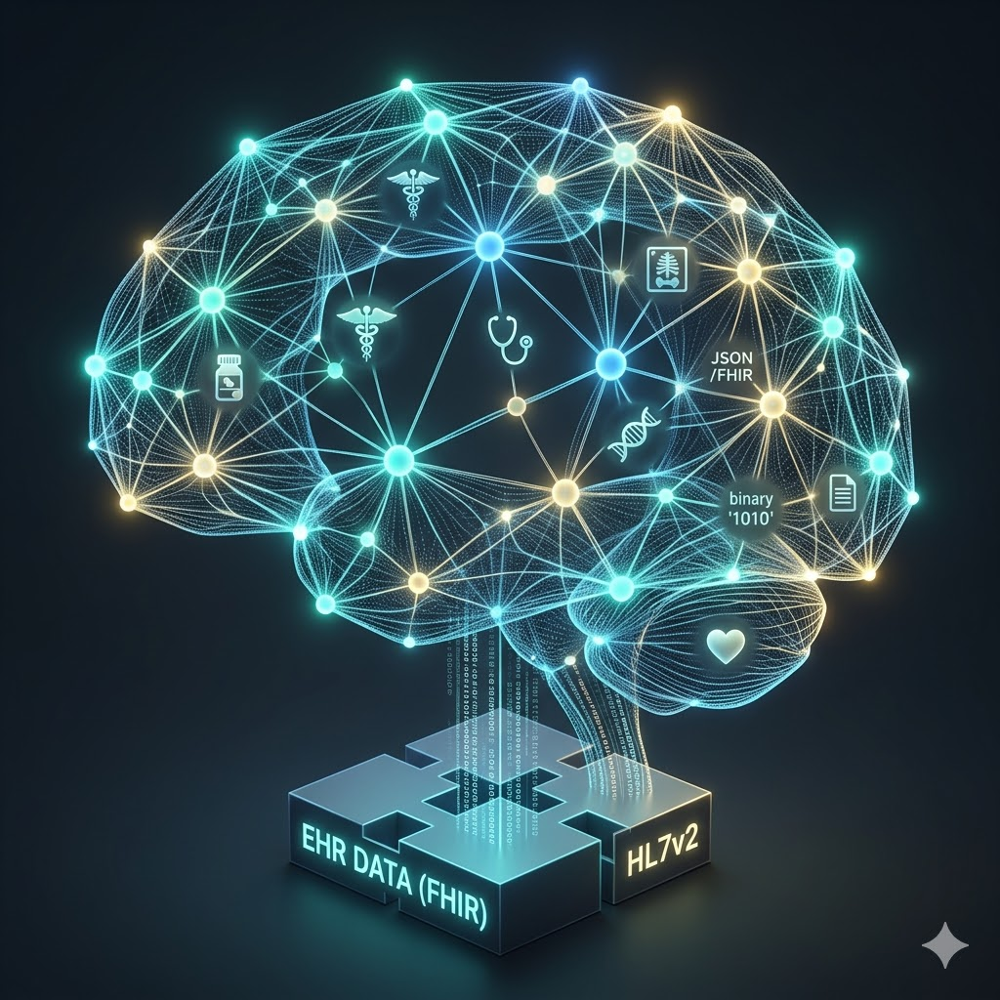 JSON
/FHIR
binary
'1010'
EHR DATA (FHIR)
HL7v2